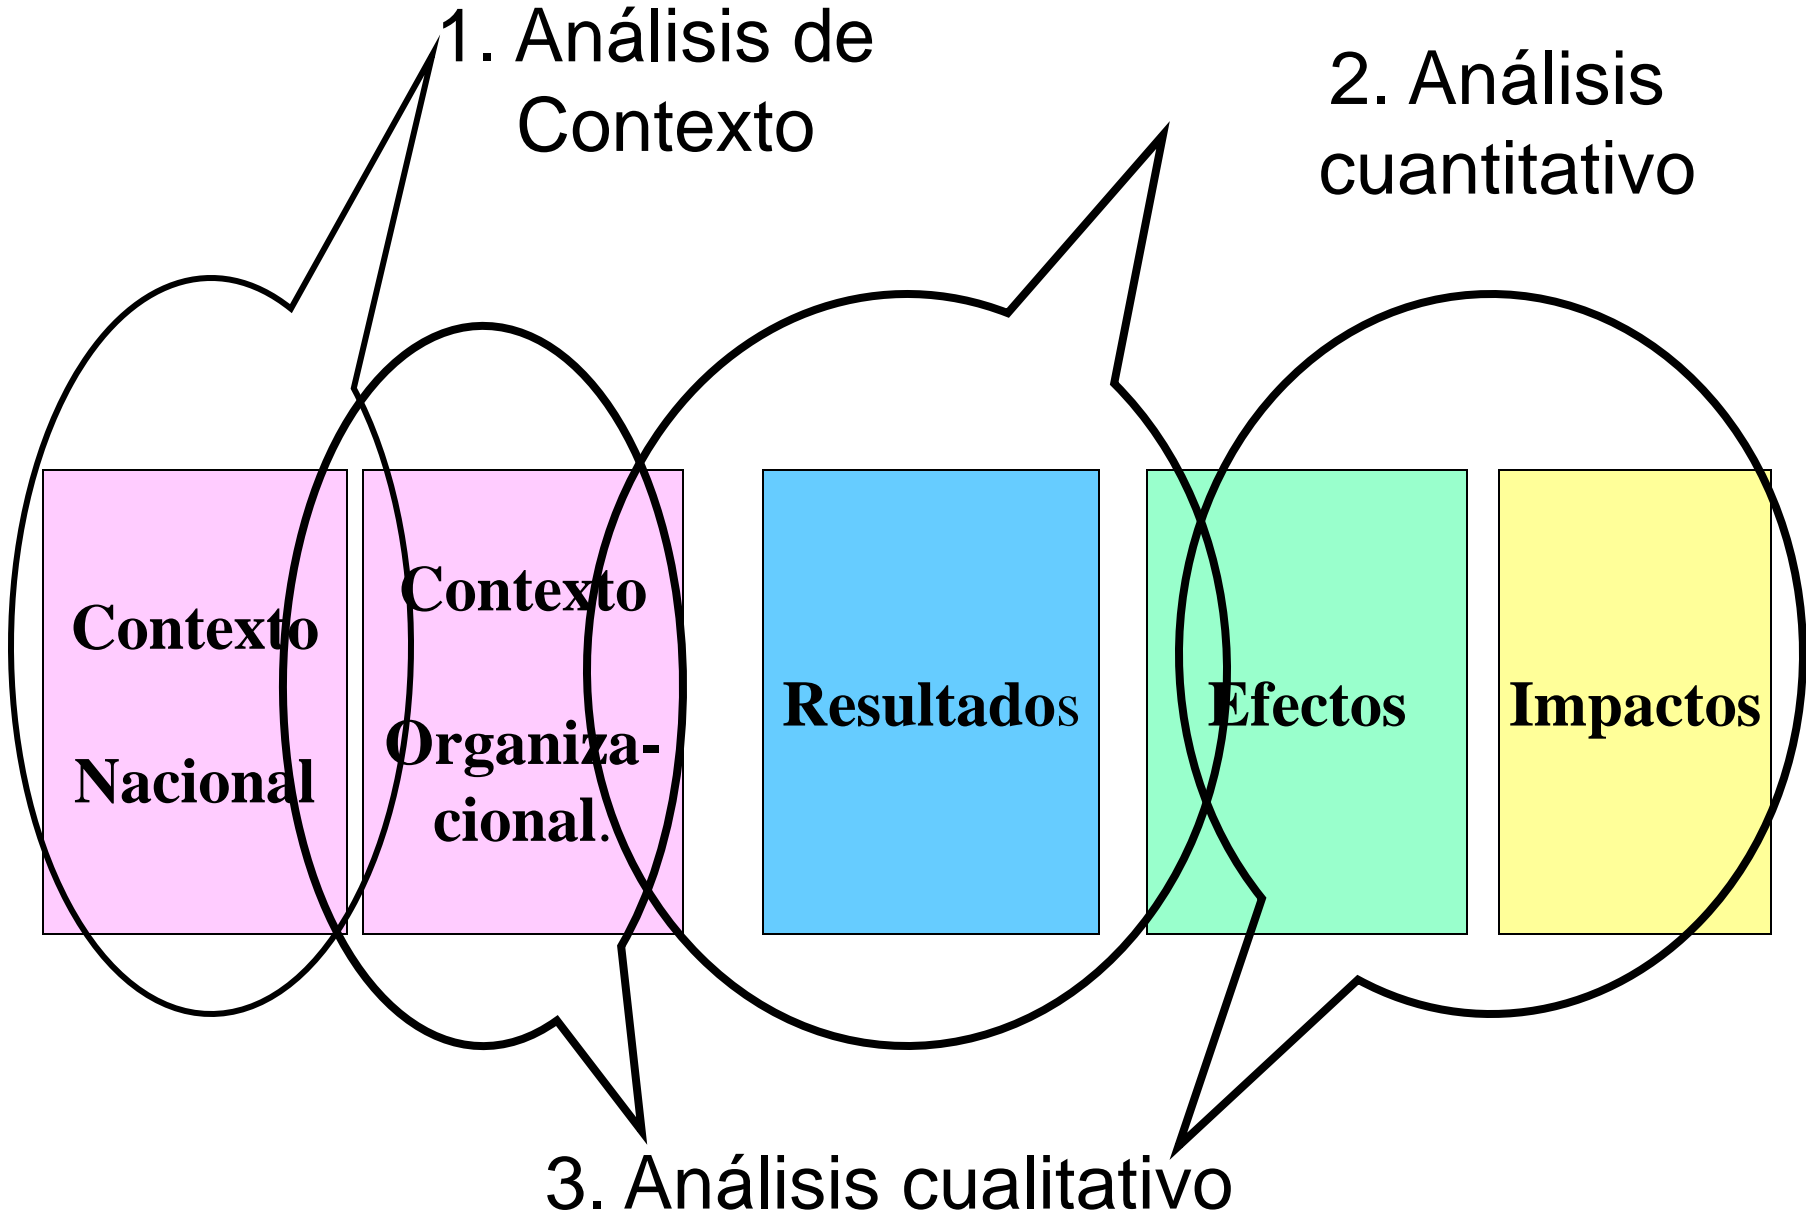 1. Análisis de
Contexto
2. Análisis
cuantitativo
Contexto
Nacional
Contexto
Organiza-
cional.
Resultados
Efectos
Impactos
3. Análisis cualitativo